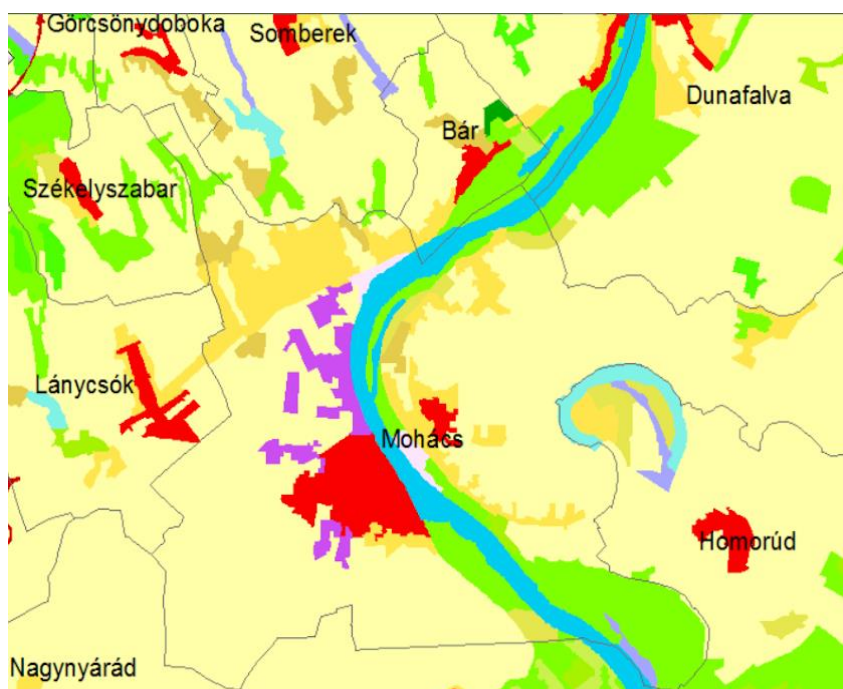 Görcsönydoboka
Somberek
Dunafalva
Bár
Székelyszabar
Lánycsók
Mohács
Homorúd
Nagynyárád